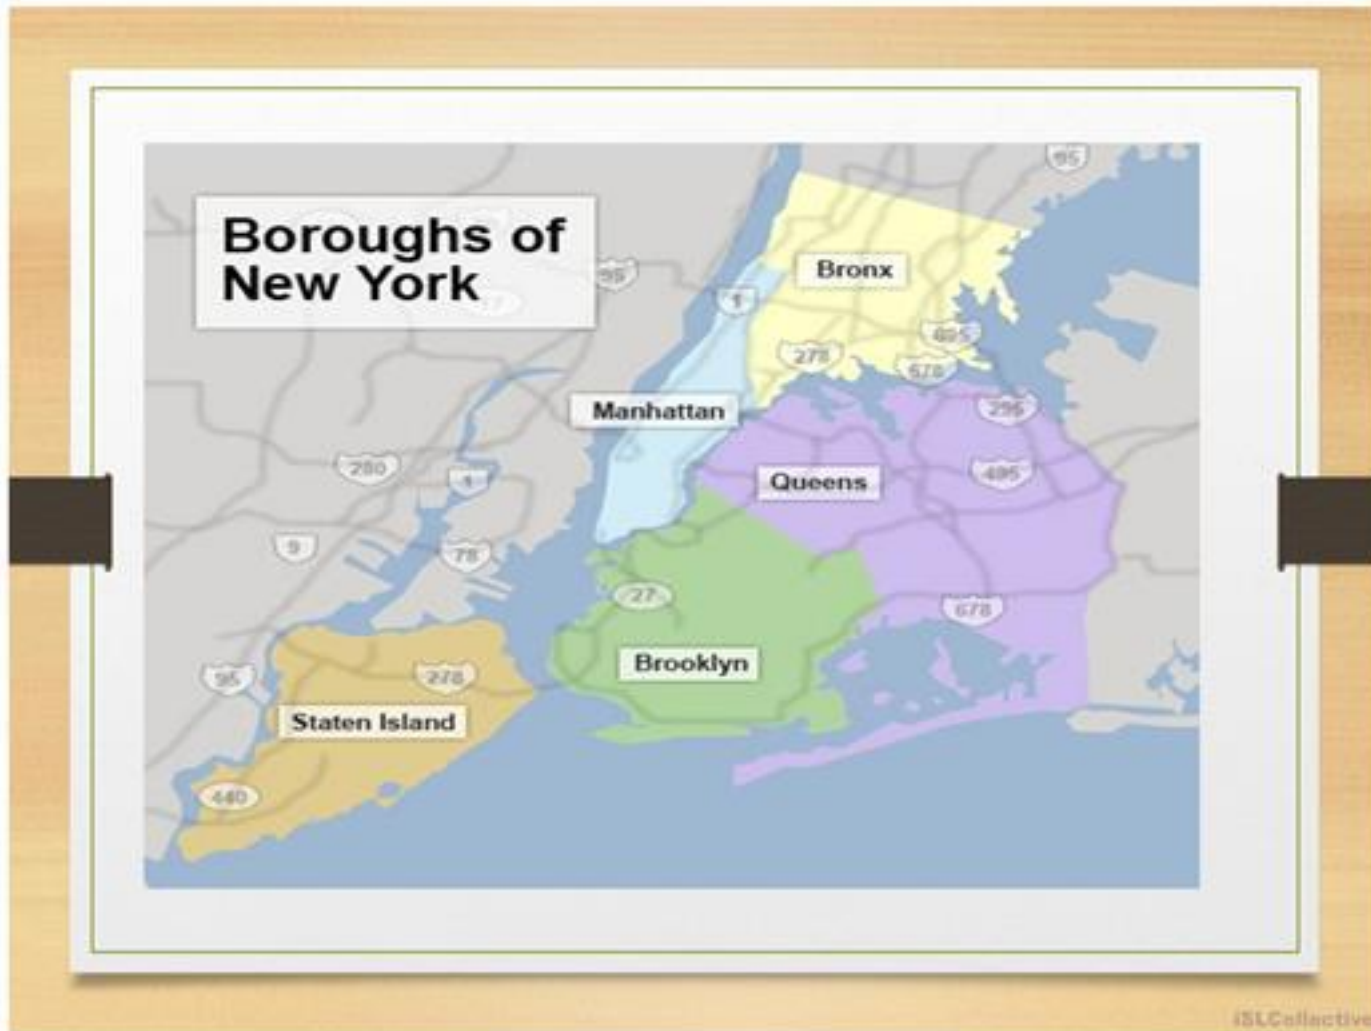 Boroughs of
New York
95
95
Bronx
1
695
278
678
Manhattan
295
280
1
Queens
495
9
78
27
678
Brooklyn
95
278
Staten Island
440
iSLCollective